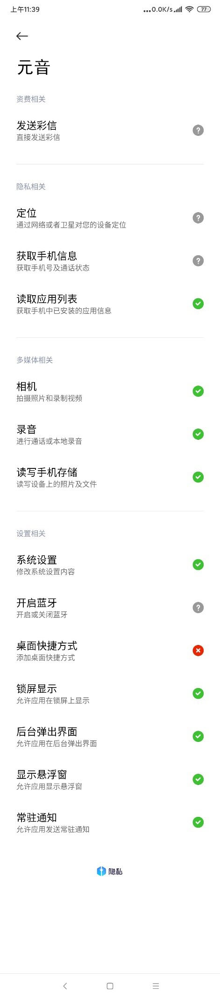 上午11:39
...0.0K/s
77
元音
资费相关
发送彩信
直接发送彩信
隐私相关
定位
通过网络或者卫星对您的设备定位
获取手机信息
获取手机号及通话状态
读取应用列表
获取手机中已安装的应用信息
多媒体相关
相机
拍摄照片和录制视频
录音
进行通话或本地录音
读写手机存储
读写设备上的照片及文件
设置相关
系统设置
修改系统设置内容
开启蓝牙
开启或关闭蓝牙
桌面快捷方式
添加桌面快捷方式
锁屏显示
允许应用在锁屏上显示
后台弹出界面
允许应用在后台弹出界面
显示悬浮窗
允许应用显示悬浮窗
常驻通知
允许应用发送常驻通知
隐私